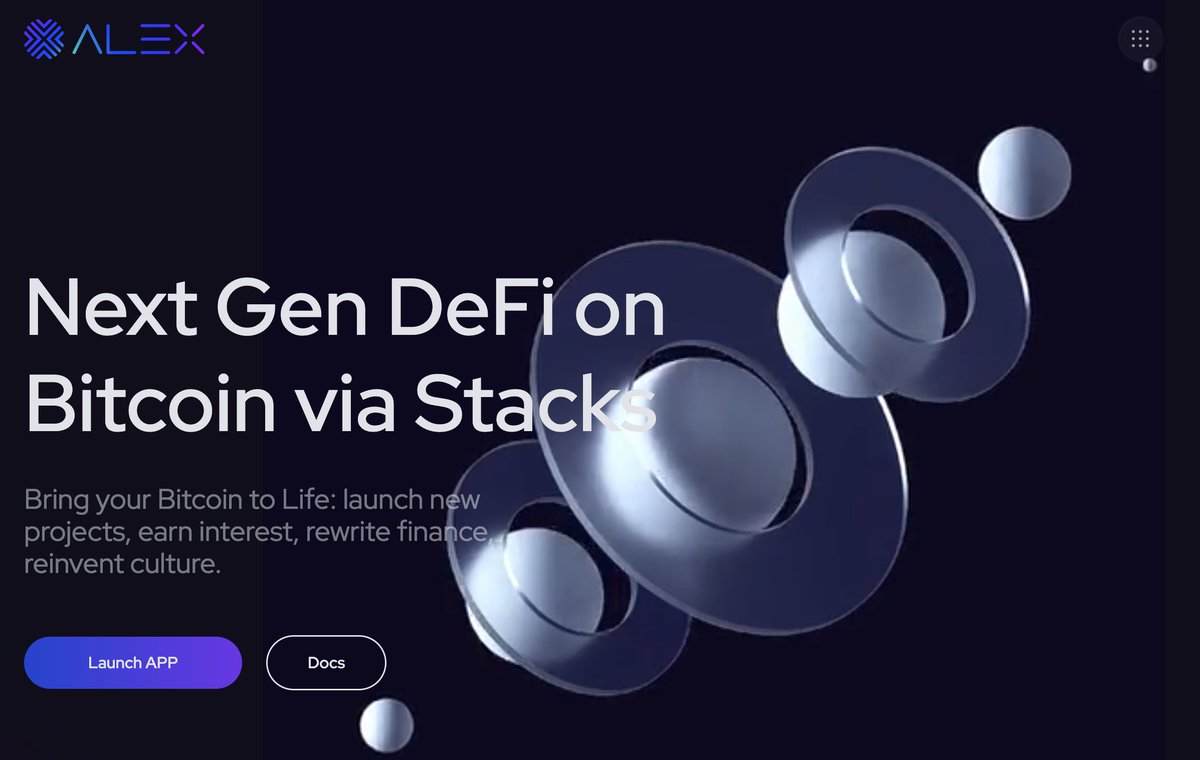 ALEX
Next Gen DeFi on
Bitcoin via Stacks
Bring your Bitcoin to Life: launch new
projects, earn interest, rewrite finance,
reinvent culture.
Launch APP
Docs